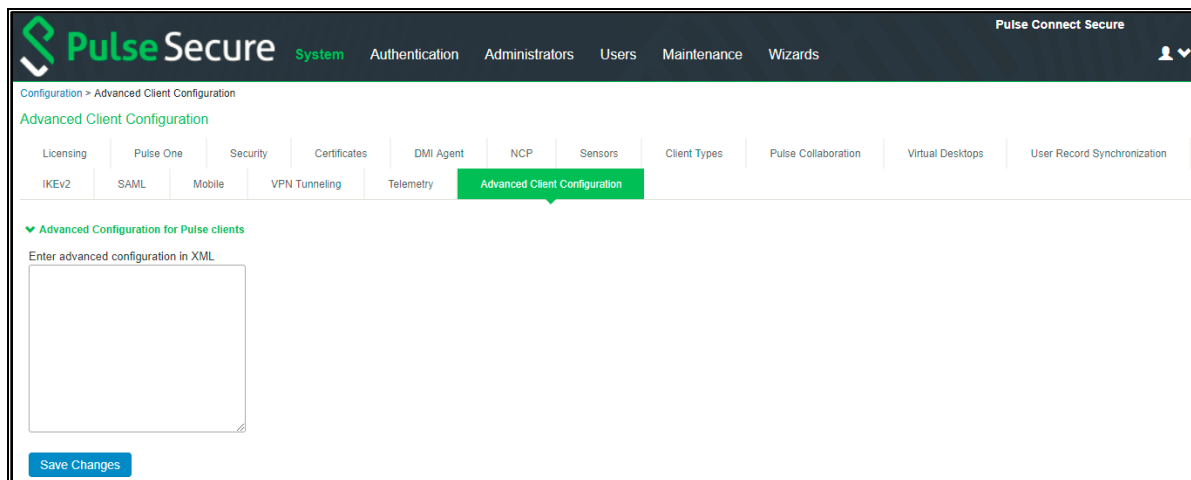 Pulse Connect Secure
Pulse Secure System Authentication Administrators Users Maintenance Wizards
Configuration > Advanced Client Configuration
Advanced Client Configuration
Licensing Pulse One Security Certificates DMI Agent NCP Sensors Client Types Pulse Collaboration Virtual Desktops User Record Synchronization
IKEv2 SAML Mobile VPN Tunneling Telemetry Advanced Client Configuration
Advanced Configuration for Pulse clients
Enter advanced configuration in XML
Save Changes